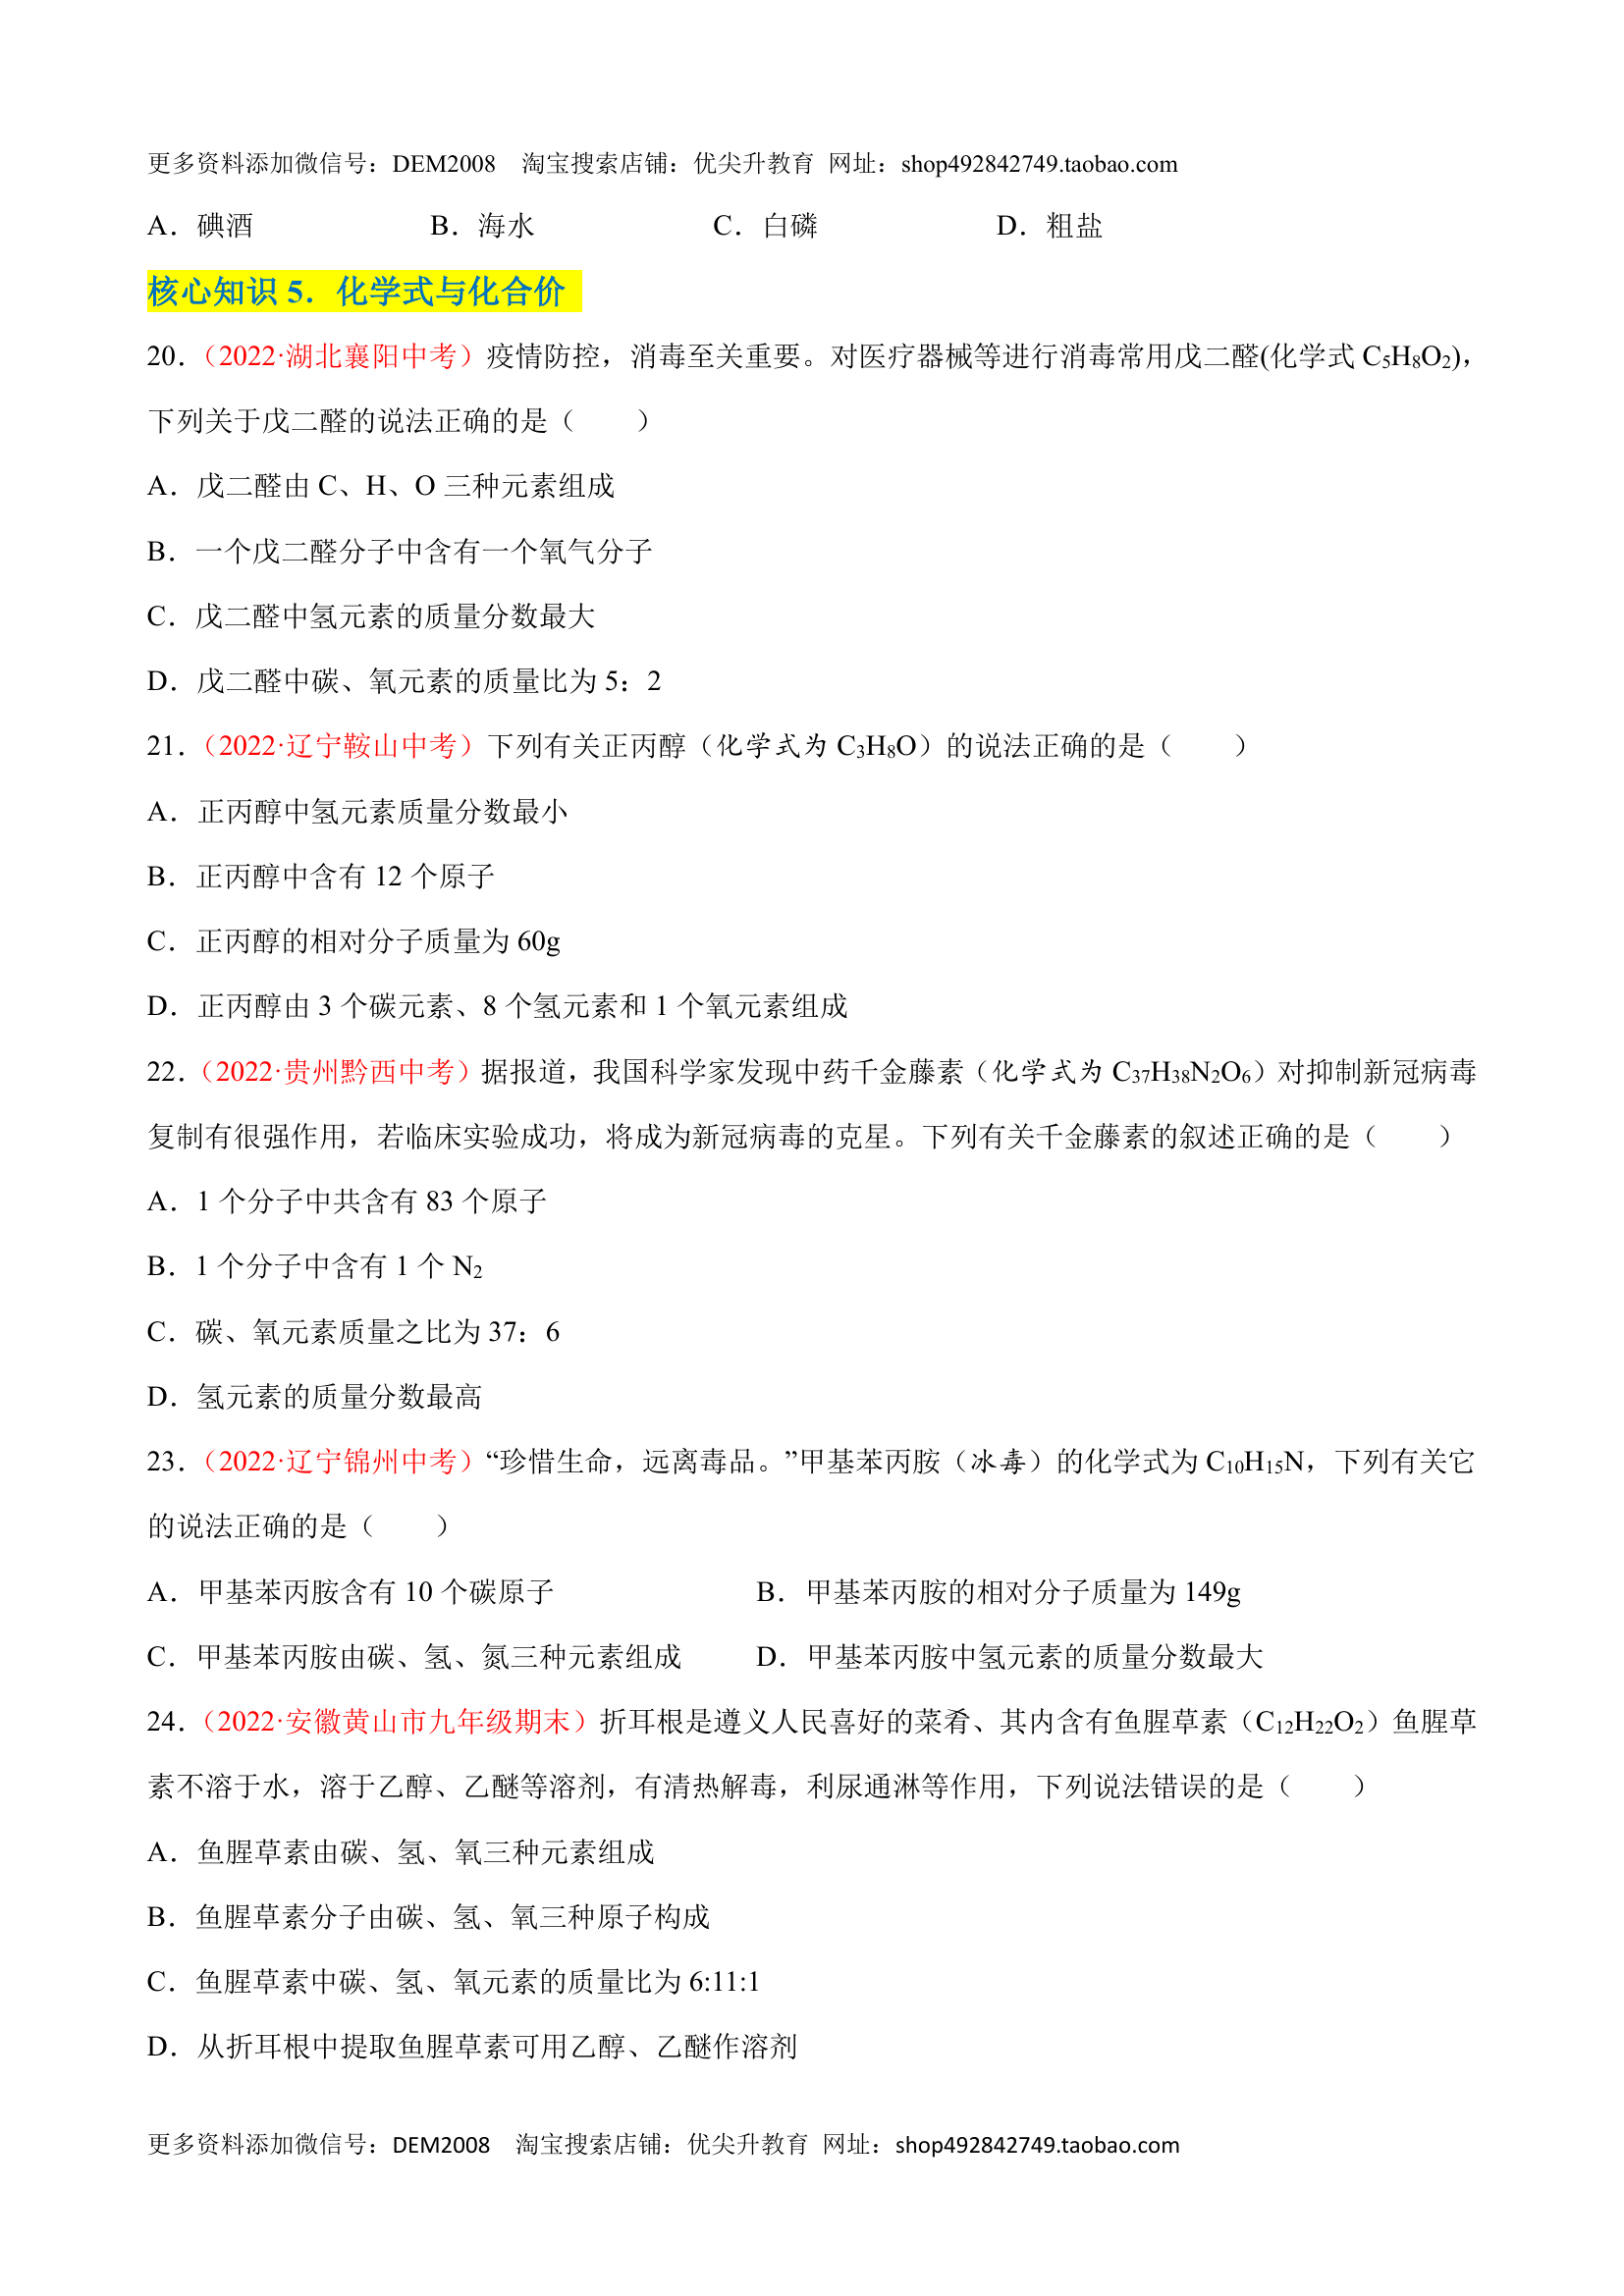 更多资料添加微信号：DEM2008 淘宝搜索店铺：优尖升教育 网址：shop492842749.taobao.com
A．碘酒 B．海水 C．白磷 D．粗盐
核心知识 5．化学式与化合价
20．（2022·湖北襄阳中考）疫情防控，消毒至关重要。对医疗器械等进行消毒常用戊二醛(化学式 C₅H₈O₂)，
下列关于戊二醛的说法正确的是（　　）
A．戊二醛由 C、H、O 三种元素组成
B．一个戊二醛分子中含有一个氧气分子
C．戊二醛中氢元素的质量分数最大
D．戊二醛中碳、氧元素的质量比为 5：2
21．（2022·辽宁鞍山中考）下列有关正丙醇（化学式为 C₃H₈O）的说法正确的是（　　）
A．正丙醇中氢元素质量分数最小
B．正丙醇中含有 12 个原子
C．正丙醇的相对分子质量为 60g
D．正丙醇由 3 个碳元素、8 个氢元素和 1 个氧元素组成
22．（2022·贵州黔西中考）据报道，我国科学家发现中药千金藤素（化学式为 C₃₇H₃₈N₂O₆）对抑制新冠病毒
复制有很强作用，若临床实验成功，将成为新冠病毒的克星。下列有关千金藤素的叙述正确的是（　　）
A．1 个分子中共含有 83 个原子
B．1 个分子中含有 1 个 N₂
C．碳、氧元素质量之比为 37：6
D．氢元素的质量分数最高
23．（2022·辽宁锦州中考）“珍惜生命，远离毒品。”甲基苯丙胺（冰毒）的化学式为 C₁₀H₁₅N，下列有关它
的说法正确的是（　　）
A．甲基苯丙胺含有 10 个碳原子 B．甲基苯丙胺的相对分子质量为 149g
C．甲基苯丙胺由碳、氢、氮三种元素组成 D．甲基苯丙胺中氢元素的质量分数最大
24．（2022·安徽黄山市九年级期末）折耳根是遵义人民喜好的菜肴、其内含有鱼腥草素（C₁₂H₂₂O₂）鱼腥草
素不溶于水，溶于乙醇、乙醚等溶剂，有清热解毒，利尿通淋等作用，下列说法错误的是（　　）
A．鱼腥草素由碳、氢、氧三种元素组成
B．鱼腥草素分子由碳、氢、氧三种原子构成
C．鱼腥草素中碳、氢、氧元素的质量比为 6:11:1
D．从折耳根中提取鱼腥草素可用乙醇、乙醚作溶剂
更多资料添加微信号：DEM2008 淘宝搜索店铺：优尖升教育 网址：shop492842749.taobao.com